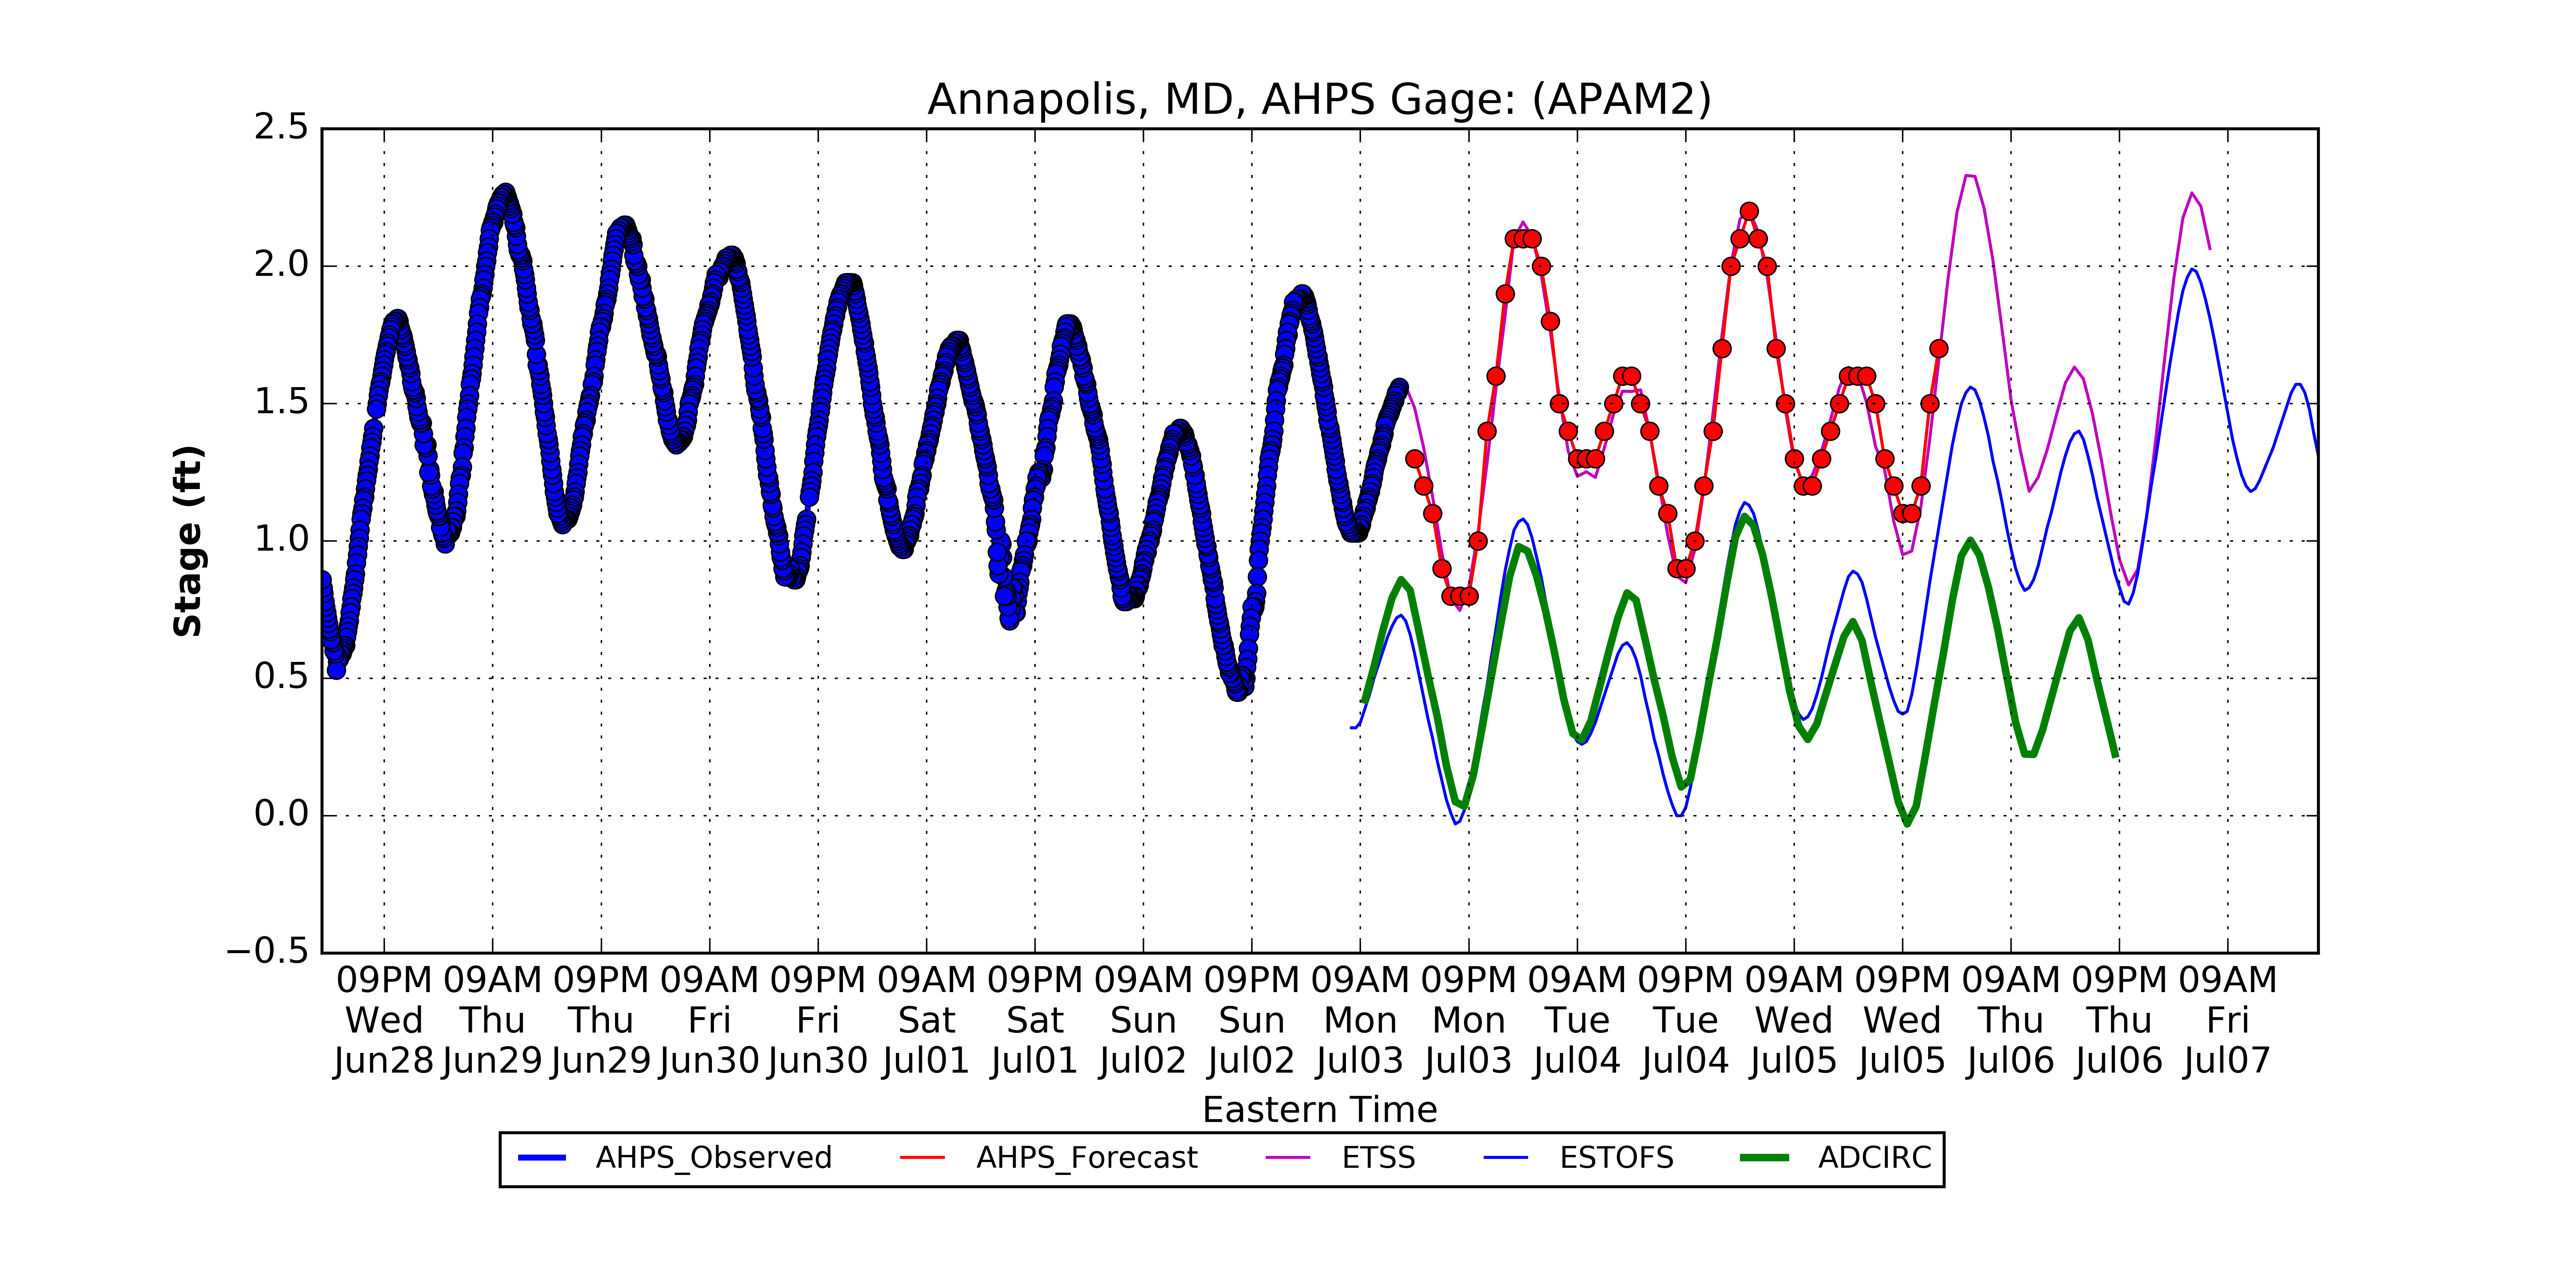 Annapolis, MD, AHPS Gage: (APAM2)
2.5
2.0
1.5
1.0
0.5
0.0
−0.5
Stage (ft)
09PM 09AM 09PM 09AM 09PM 09AM 09PM 09AM 09PM 09AM 09PM 09AM 09PM 09AM 09PM 09AM 09PM 09AM
Wed Thu Thu Fri Fri Sat Sat Sun Sun Mon Mon Tue Tue Wed Wed Thu Thu Fri
Jun28 Jun29 Jun29 Jun30 Jun30 Jul01 Jul01 Jul02 Jul02 Jul03 Jul03 Jul04 Jul04 Jul05 Jul05 Jul06 Jul06 Jul07
Eastern Time
AHPS_Observed AHPS_Forecast ETSS ESTOFS ADCIRC